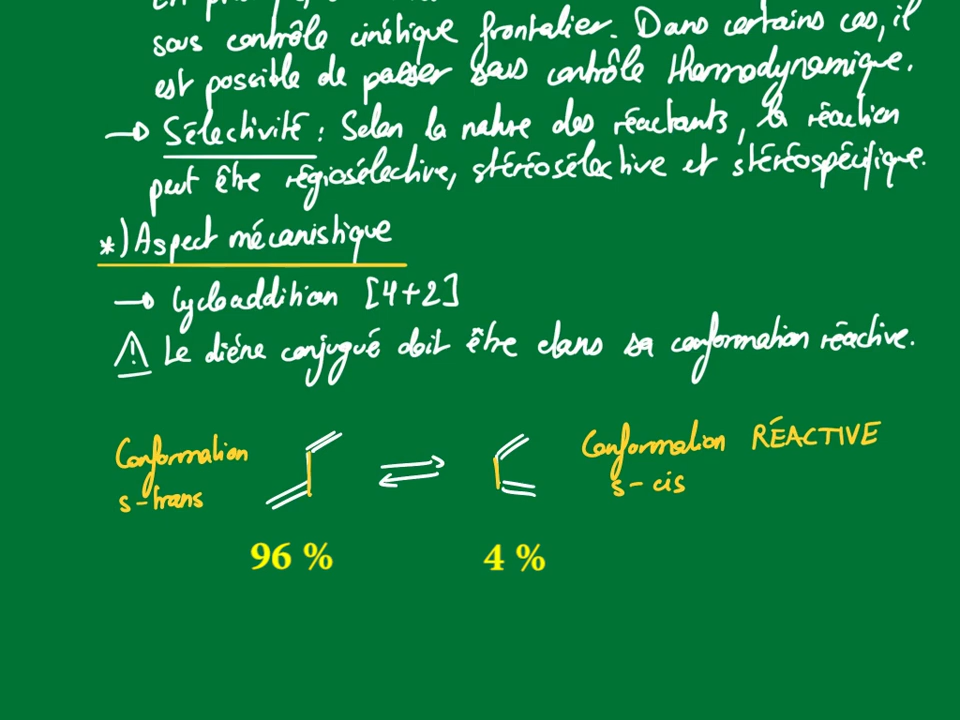 sous contrôle cinétique frontalier. Dans certains cas, il
est possible de passer sous contrôle thermodynamique.
→ Sélectivité : Selon la nature des réactants, la réaction
peut être régiosélective, stéréosélective et stéréospécifique.
*) Aspect mécanistique
→ Cycloaddition [4+2]
⚠ Le diène conjugué doit être dans sa conformation réactive.
Conformation
s-trans
Conformation RÉACTIVE
s-cis
96 %
4 %